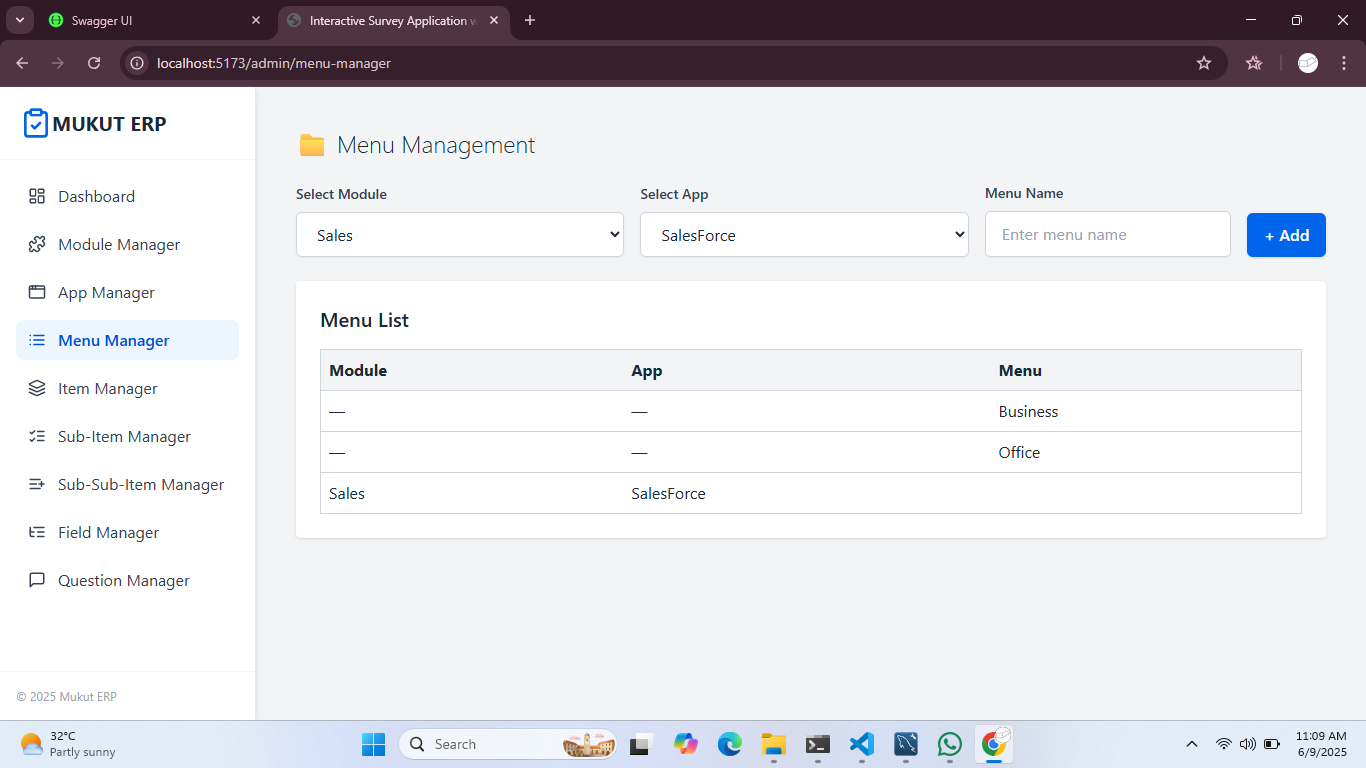 Swagger UI
Interactive Survey Application w
localhost:5173/admin/menu-manager
MUKUT ERP
Dashboard
Module Manager
App Manager
Menu Manager
Item Manager
Sub-Item Manager
Sub-Sub-Item Manager
Field Manager
Question Manager
© 2025 Mukut ERP
Menu Management
Select Module
Select App
Menu Name
Sales
SalesForce
Enter menu name
+ Add
Menu List
Module App Menu
— — Business
— — Office
Sales SalesForce
32°C
Partly sunny
Search
11:09 AM
6/9/2025